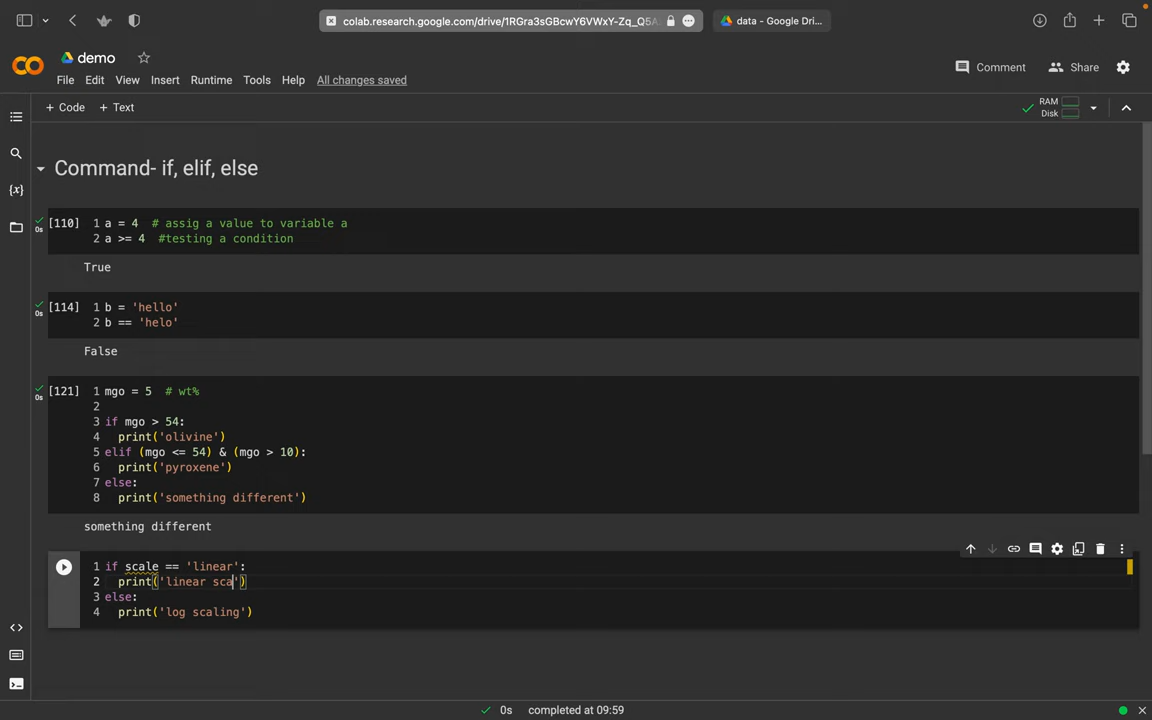 colab.research.google.com/drive/1RGra3sGBcwY6VWxY-Zq_Q5A
data - Google Dri...
demo
File Edit View Insert Runtime Tools Help All changes saved
Comment Share
+ Code + Text
RAM
Disk
Command- if, elif, else
[110] 1 a = 4 # assig a value to variable a
2 a >= 4 #testing a condition
0s
True
[114] 1 b = 'hello'
2 b == 'helo'
0s
False
[121] 1 mgo = 5 # wt%
0s
2
3 if mgo > 54:
4 print('olivine')
5 elif (mgo <= 54) & (mgo > 10):
6 print('pyroxene')
7 else:
8 print('something different')
something different
1 if scale == 'linear':
2 print('linear sca')
3 else:
4 print('log scaling')
0s completed at 09:59